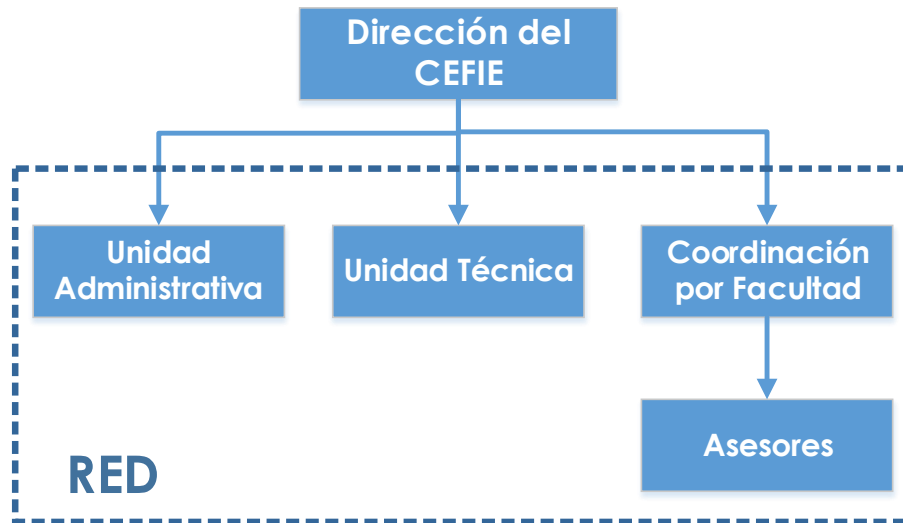 Dirección del
CEFIE
Unidad
Administrativa
Unidad Técnica
Coordinación
por Facultad
Asesores
RED